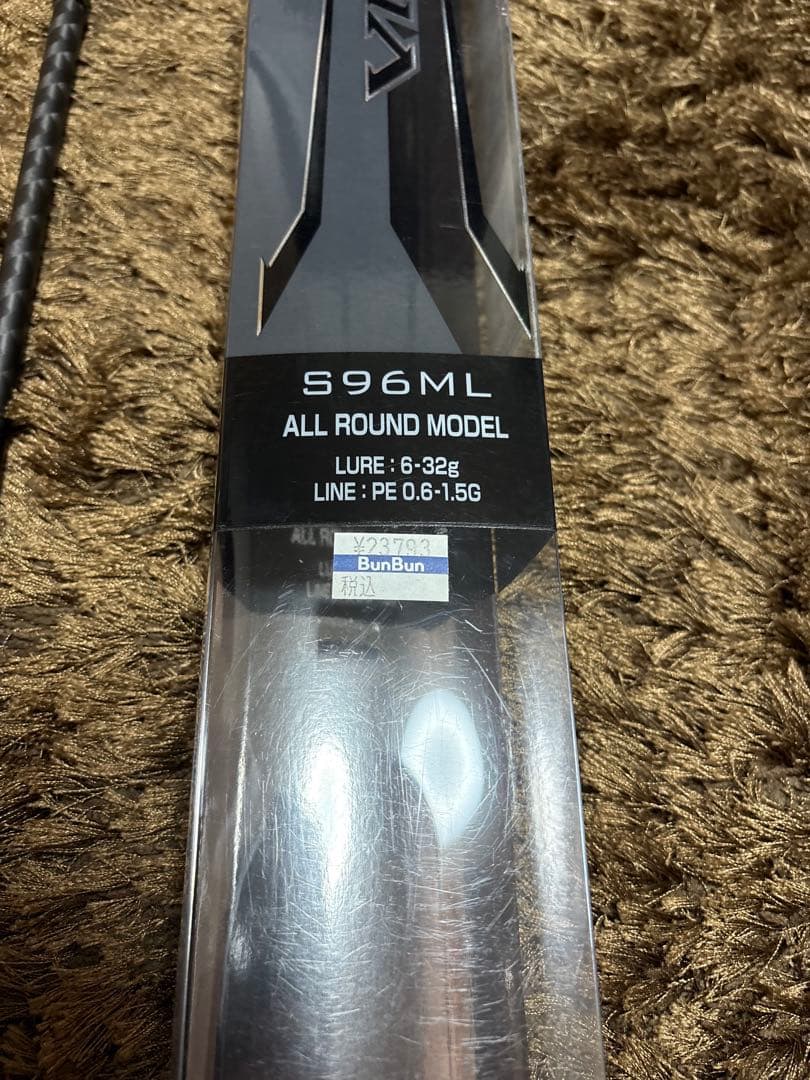 S96ML
ALL ROUND MODEL
LURE : 6-32g
LINE : PE 0.6-1.5G
¥23793
BunBun
税込